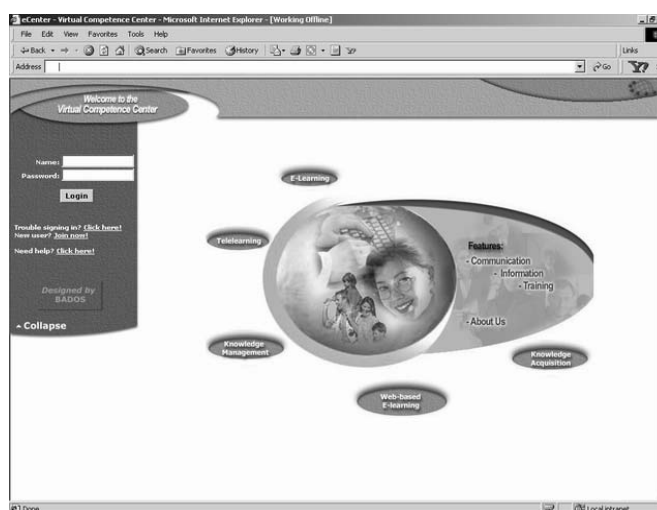 eCenter - Virtual Competence Center - Microsoft Internet Explorer - [Working Offline]
File Edit View Favorites Tools Help
Back Search Favorites History
Links
Address
Go
Welcome to the
Virtual Competence Center
Name:
Password:
Login
Trouble signing in? Click here!
New user? Join now!
Need help? Click here!
Designed by
BADOS
Collapse
E-Learning
Telelearning
Features:
- Communication
- Information
- Training
- About Us
Knowledge
Management
Knowledge
Acquisition
Web-based
E-learning
Done
Local intranet